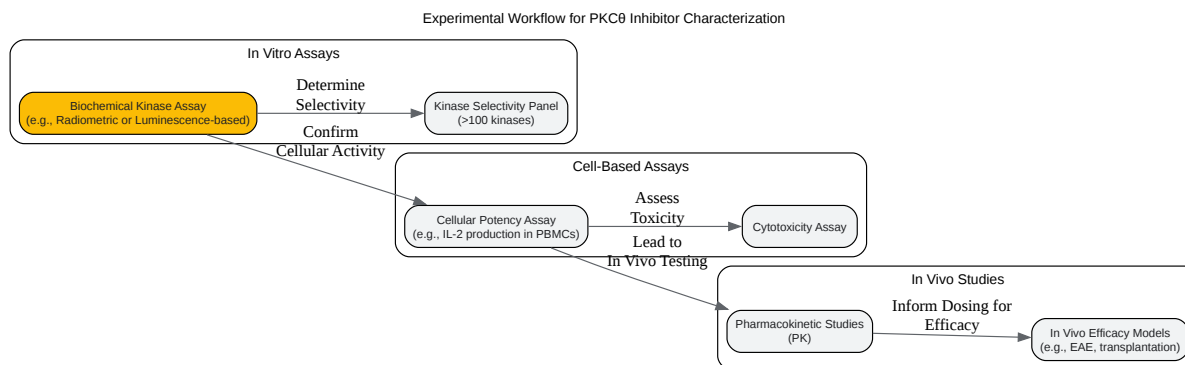 Experimental Workflow for PKCθ Inhibitor Characterization
In Vitro Assays
Biochemical Kinase Assay
(e.g., Radiometric or Luminescence-based)
Determine
Selectivity
Kinase Selectivity Panel
(>100 kinases)
Confirm
Cellular Activity
Cell-Based Assays
Cellular Potency Assay
(e.g., IL-2 production in PBMCs)
Assess
Toxicity
Cytotoxicity Assay
Lead to
In Vivo Testing
In Vivo Studies
Pharmacokinetic Studies
(PK)
Inform Dosing for
Efficacy
In Vivo Efficacy Models
(e.g., EAE, transplantation)